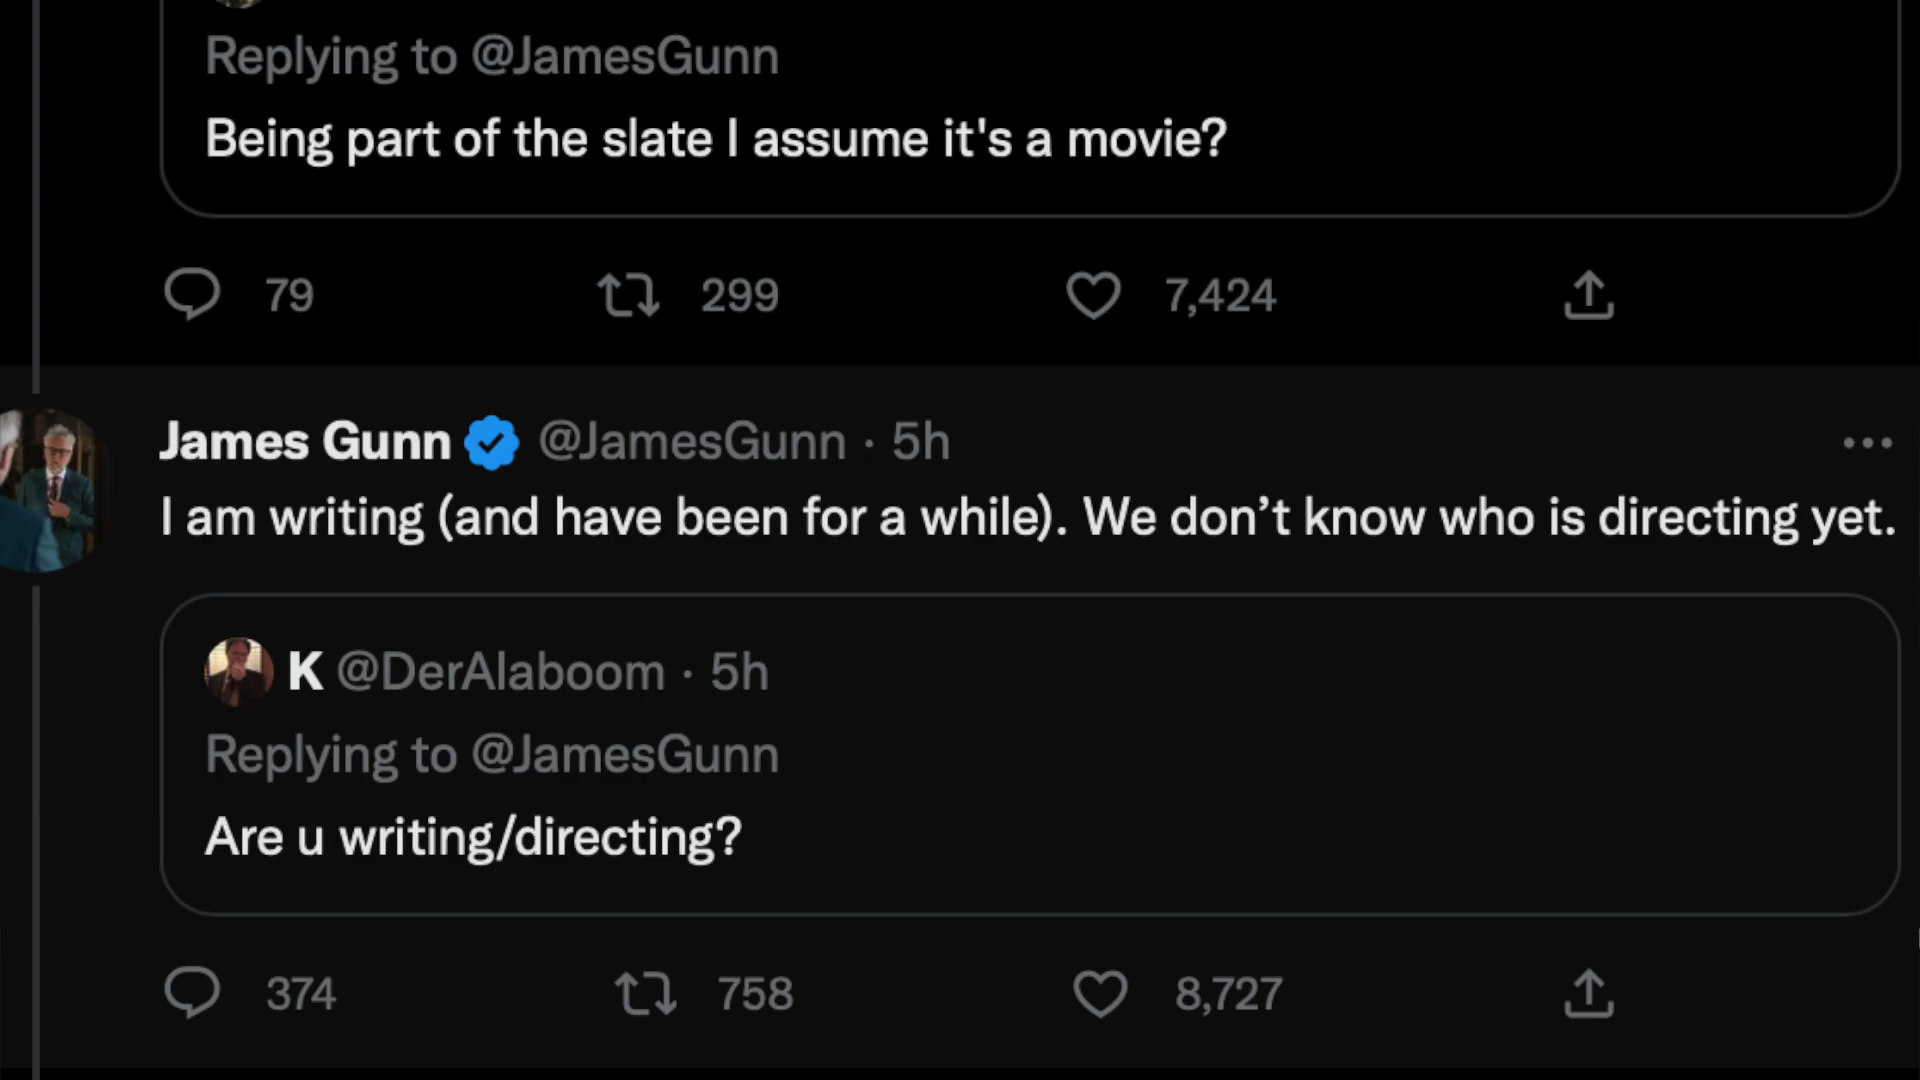 Replying to @JamesGunn
Being part of the slate I assume it's a movie?
79 299 7,424
James Gunn @JamesGunn · 5h
I am writing (and have been for a while). We don’t know who is directing yet.
K @DerAlaboom · 5h
Replying to @JamesGunn
Are u writing/directing?
374 758 8,727